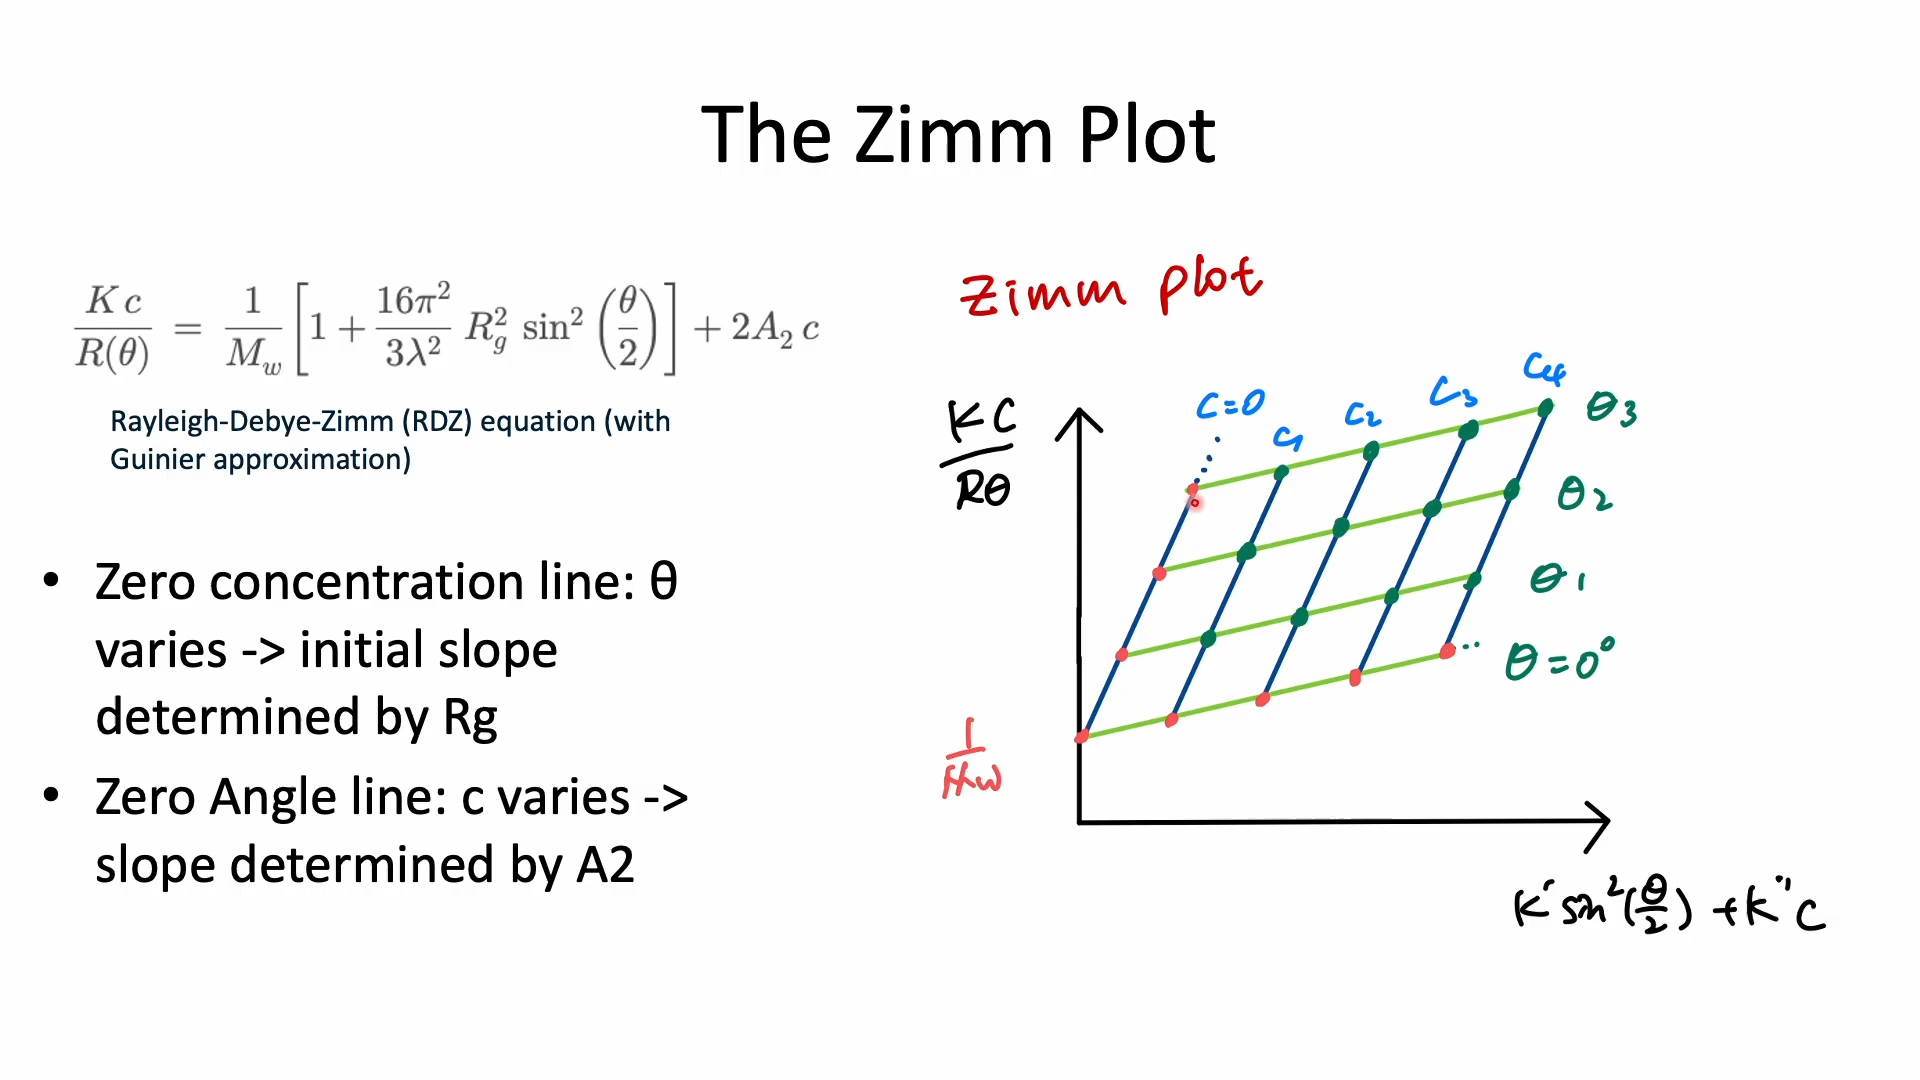 The Zimm Plot
K c / R(θ) = 1 / M_w [ 1 + 16π² / 3λ² R_g² sin² (θ / 2) ] + 2A₂ c
Rayleigh-Debye-Zimm (RDZ) equation (with
Guinier approximation)
• Zero concentration line: θ
varies -> initial slope
determined by Rg
• Zero Angle line: c varies ->
slope determined by A2
Zimm plot
KC / Rθ
C=0
C1
C2
C3
C4
θ3
θ2
θ1
θ=0°
1 / Mw
K' sin²(θ/2) + K'' C